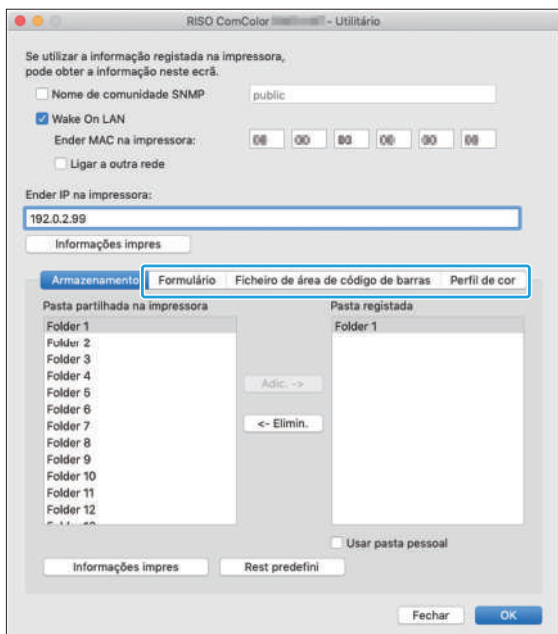 RISO ComColor - Utilitário
Se utilizar a informação registada na impressora,
pode obter a informação neste ecrã.
Nome de comunidade SNMP
public
Wake On LAN
Ender MAC na impressora:
Ligar a outra rede
Ender IP na impressora:
192.0.2.99
Informações impres
Armazenamento Formulário Ficheiro de área de código de barras Perfil de cor
Pasta partilhada na impressora
Pasta registada
Folder 1
Folder 2
Folder 3
Folder 4
Folder 5
Folder 6
Folder 7
Folder 8
Folder 9
Folder 10
Folder 11
Folder 12
Folder 1
Adic. ->
<- Elimin.
Usar pasta pessoal
Informações impres
Rest predefini
Fechar
OK